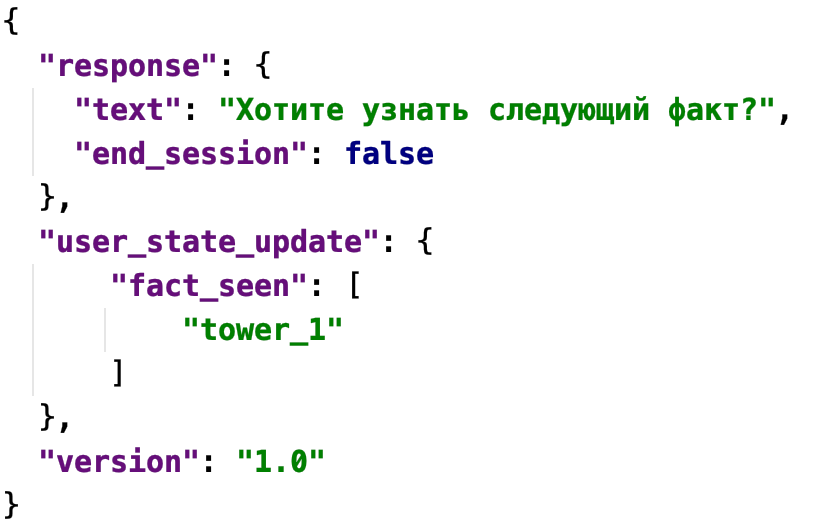 {
  "response": {
    "text": "Хотите узнать следующий факт?",
    "end_session": false
  },
  "user_state_update": {
      "fact_seen": [
          "tower_1"
      ]
  },
  "version": "1.0"
}